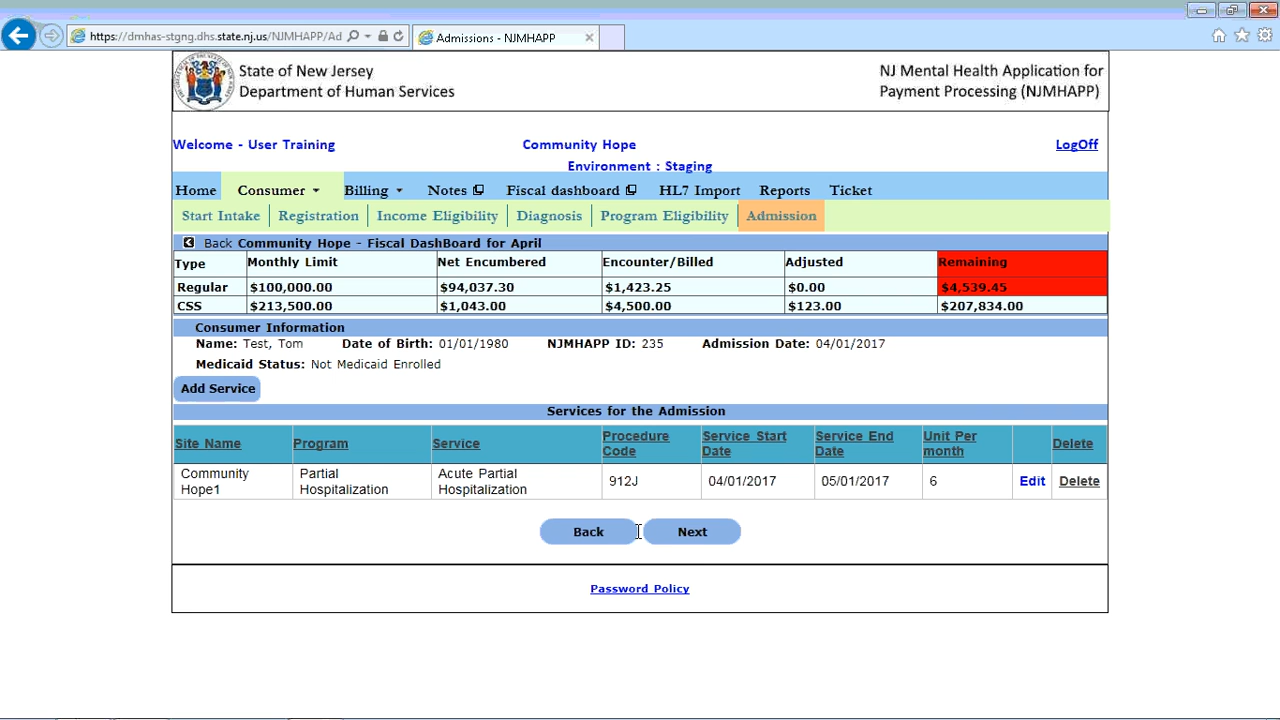 https://dmhas-stgng.dhs.state.nj.us/NJMHAPP/Ad
Admissions - NJMHAPP
State of New Jersey
Department of Human Services
NJ Mental Health Application for
Payment Processing (NJMHAPP)
Welcome - User Training Community Hope LogOff
Environment : Staging
Home Consumer Billing Notes Fiscal dashboard HL7 Import Reports Ticket
Start Intake Registration Income Eligibility Diagnosis Program Eligibility Admission
Back Community Hope - Fiscal DashBoard for April
Type Monthly Limit Net Encumbered Encounter/Billed Adjusted Remaining
Regular $100,000.00 $94,037.30 $1,423.25 $0.00 $4,539.45
CSS $213,500.00 $1,043.00 $4,500.00 $123.00 $207,834.00
Consumer Information
Name: Test, Tom Date of Birth: 01/01/1980 NJMHAPP ID: 235 Admission Date: 04/01/2017
Medicaid Status: Not Medicaid Enrolled
Add Service
Services for the Admission
Site Name Program Service Procedure Code Service Start Date Service End Date Unit Per month Delete
Community Hope1 Partial Hospitalization Acute Partial Hospitalization 912J 04/01/2017 05/01/2017 6 Edit Delete
Back Next
Password Policy